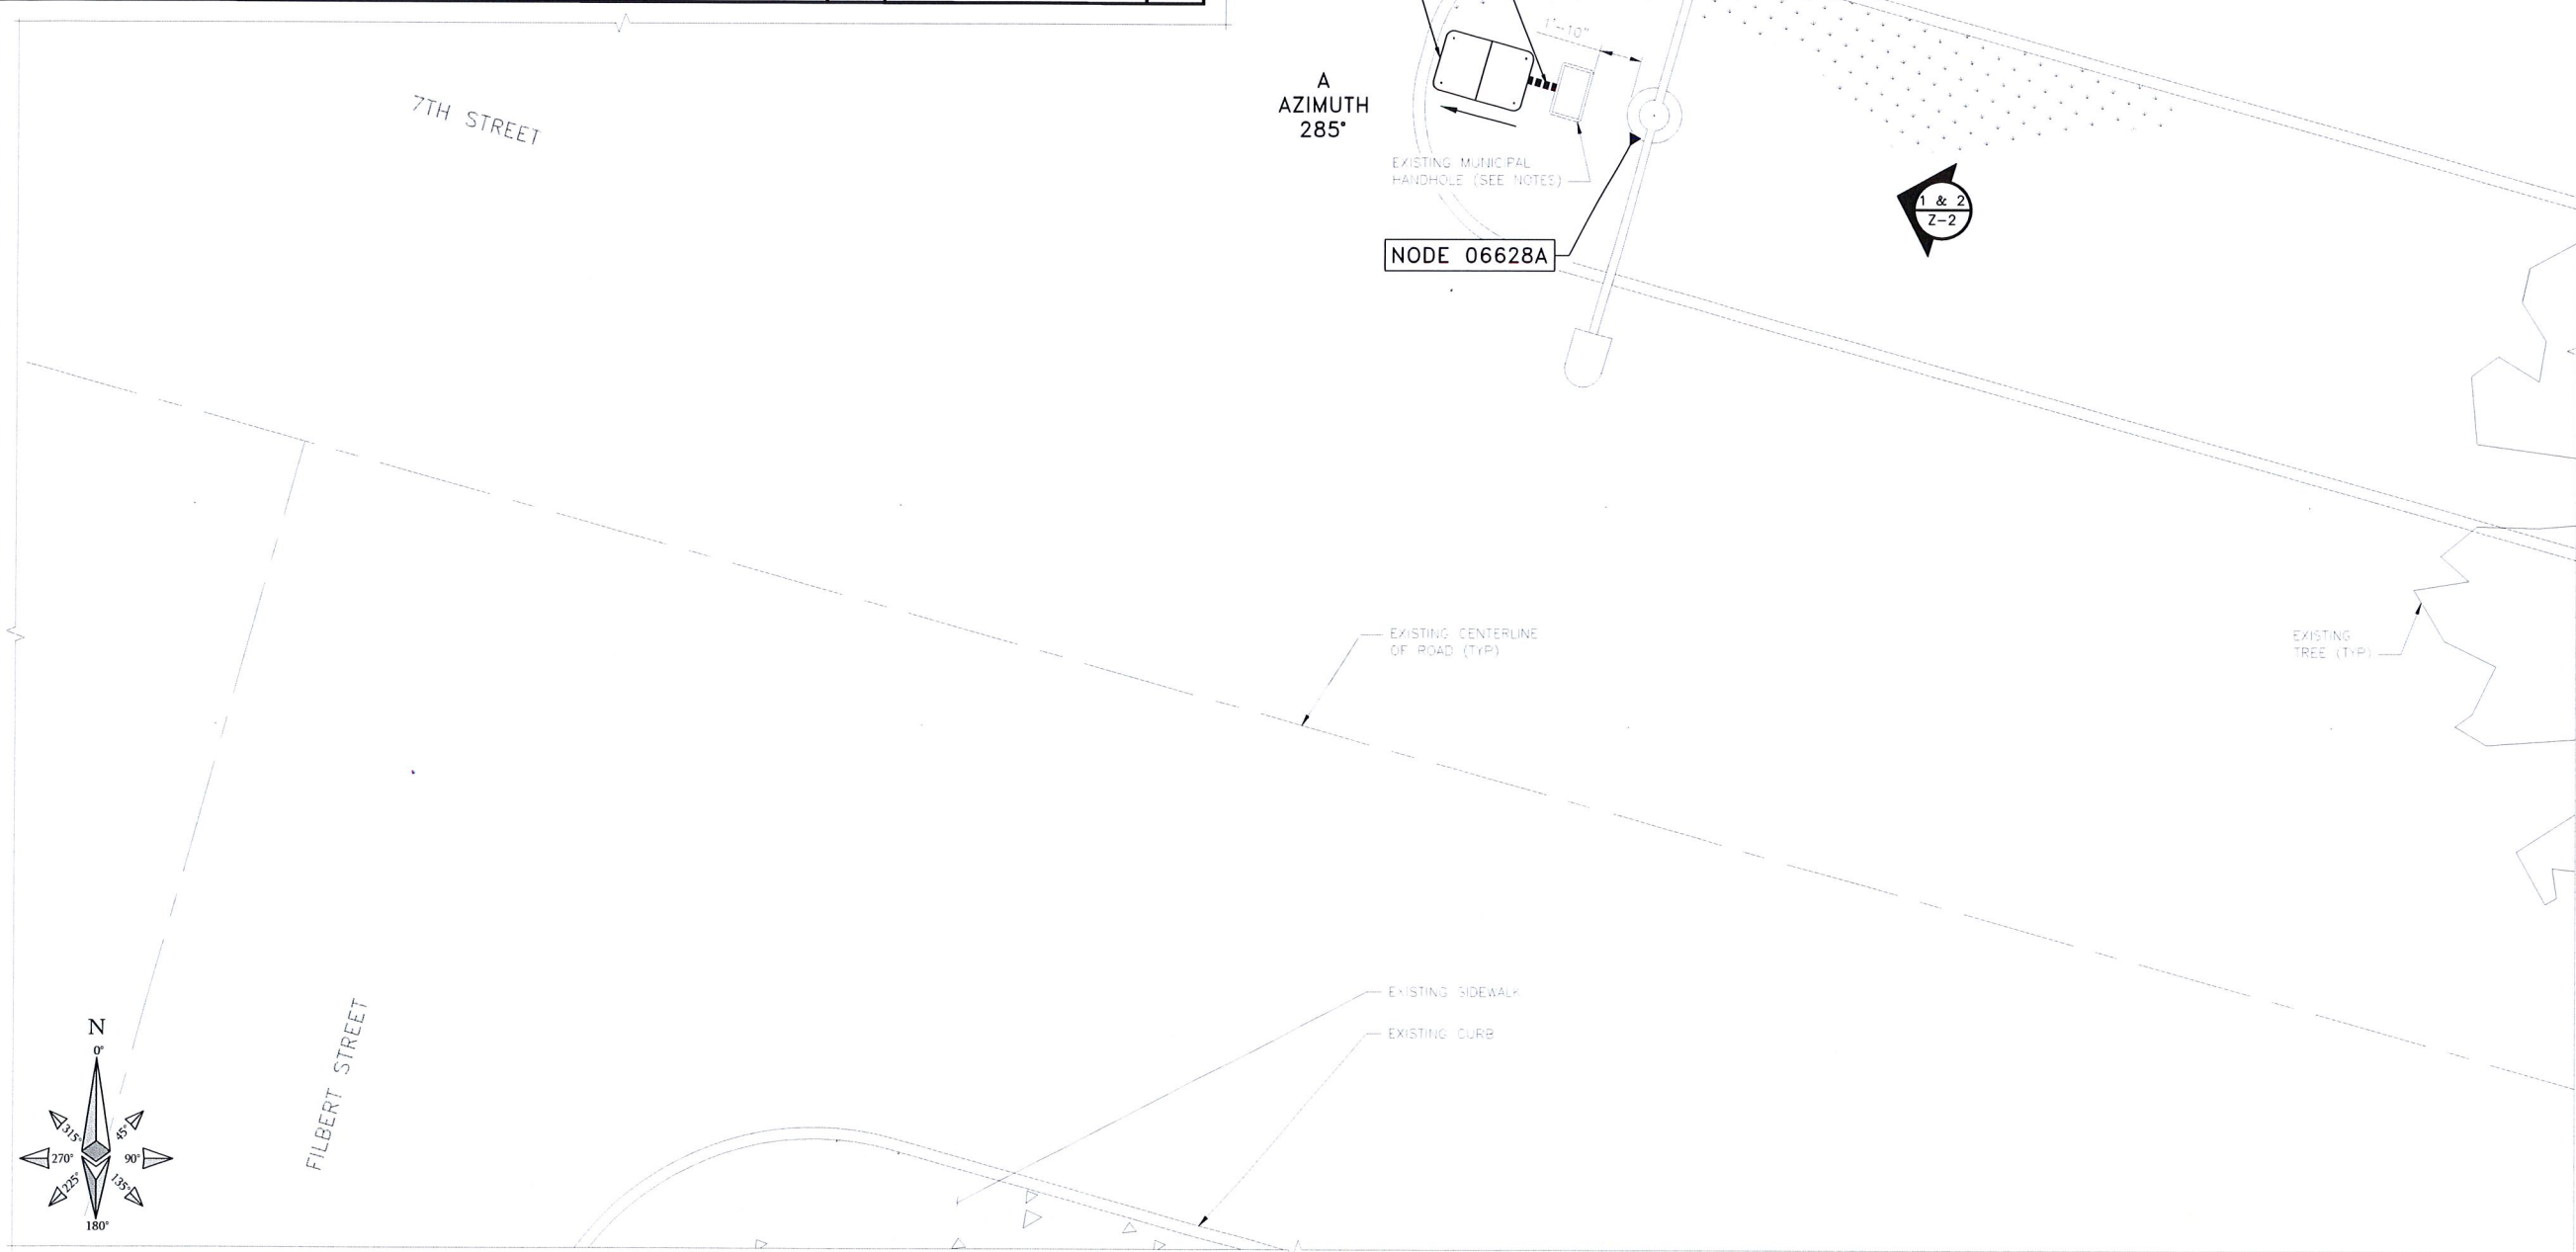 7TH STREET
A
AZIMUTH
285°
1'-10"
EXISTING MUNICIPAL
HANDHOLE (SEE NOTES)
1 & 2
Z-2
NODE 06628A
EXISTING CENTERLINE
OF ROAD (TYP)
EXISTING
TREE (TYP)
EXISTING SIDEWALK
EXISTING CURB
FILBERT STREET
N
0°
315°
45°
270°
90°
225°
135°
180°